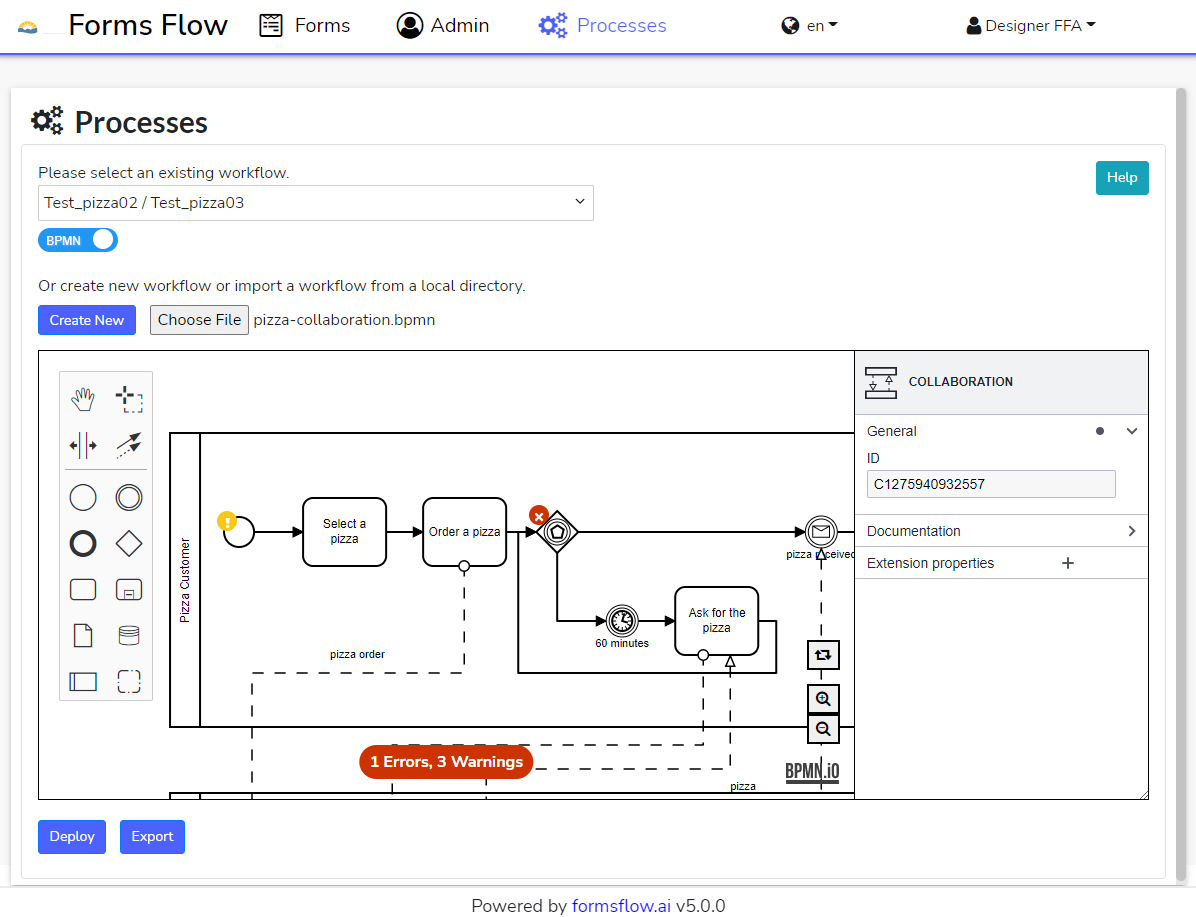 Forms Flow
Forms
Admin
Processes
en
Designer FFA
Processes
Please select an existing workflow.
Help
Test_pizza02 / Test_pizza03
BPMN
Or create new workflow or import a workflow from a local directory.
Create New
Choose File
pizza-collaboration.bpmn
COLLABORATION
General
ID
C1275940932557
Documentation
Extension properties
Pizza Customer
Select a
pizza
Order a pizza
pizza received
Ask for the
pizza
60 minutes
pizza order
1 Errors, 3 Warnings
BPMN.iO
pizza
Deploy
Export
Powered by formsflow.ai v5.0.0